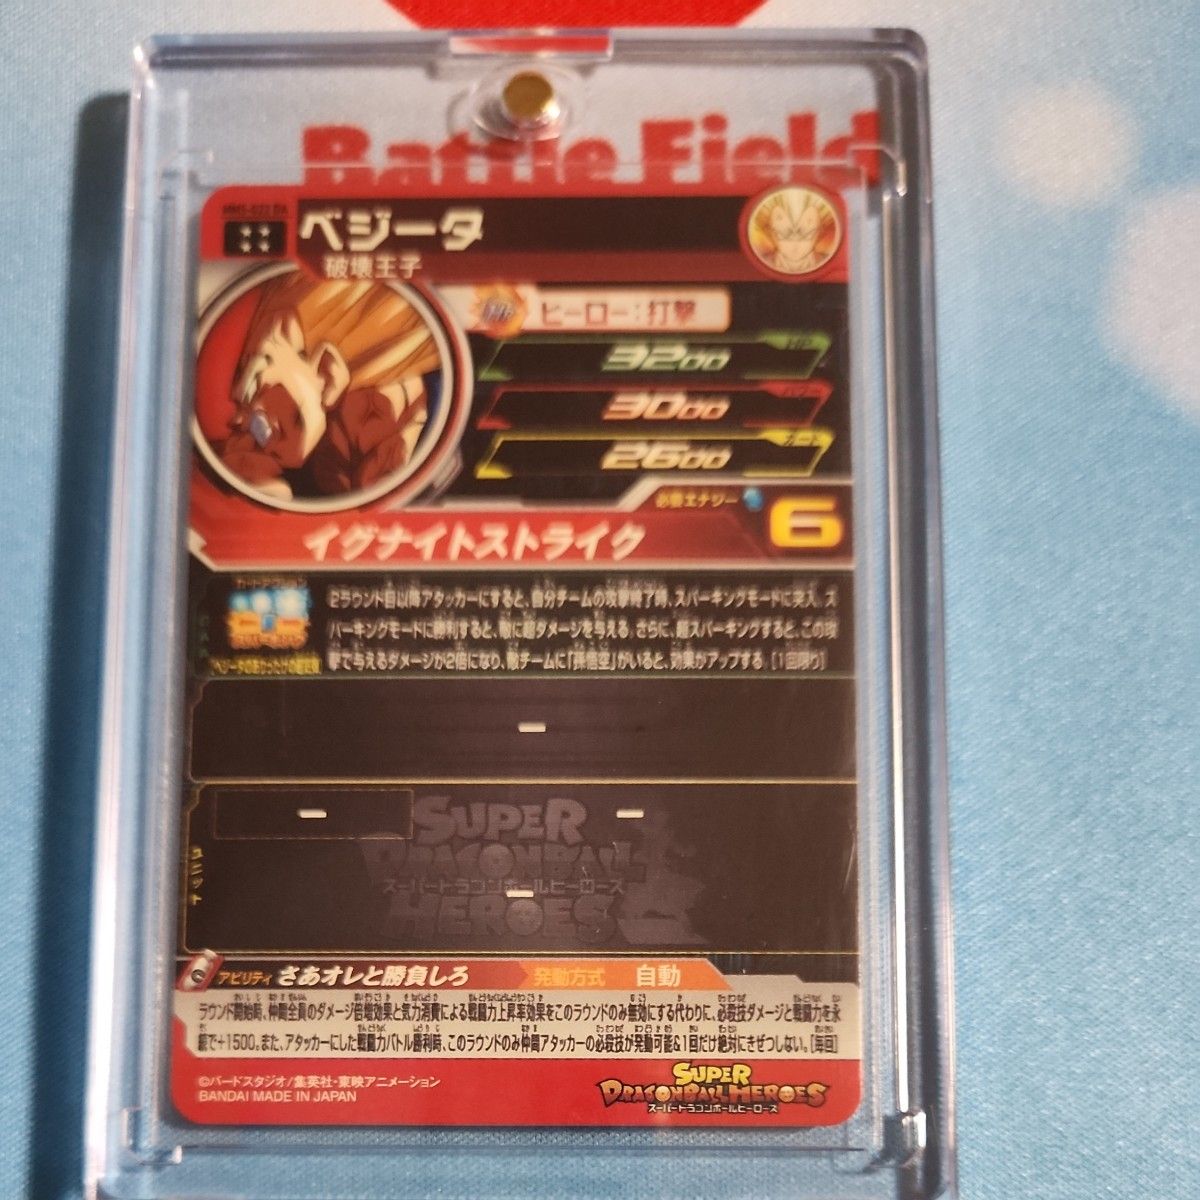 Battle Field
ベジータ
破壊王子
ヒーロー:打撃
3200
3000
ガード
2600
必要エナジー
6
イグナイトストライク
カードアクション
2ラウンド目以降アタッカーにすると、自分チームの攻撃終了時、スパーキングモードに突入。ス
パーキングモードに勝利すると、敵に超ダメージを与える。さらに、超スパーキングすると、この攻
撃で与えるダメージが2倍になり、敵チームに「孫悟空」がいると、効果がアップする [1回限り]
-
- -
ユニット
SUPER
DRAGONBALL
スーパードラゴンボールヒーローズ
-
HEROES
アビリティ さあオレと勝負しろ 発動方式 自動
ラウンド開始時、仲間全員のダメージ倍増効果と気力消費による戦闘力上昇率効果をこのラウンドのみ無効にする代わりに、必殺技ダメージと戦闘力を永
続で+1500。また、アタッカーにした戦闘力バトル勝利時、このラウンドのみ仲間アタッカーの必殺技が発動可能&1回だけ絶対にきぜつしない。[毎回]
©バードスタジオ/集英社・東映アニメーション
BANDAI MADE IN JAPAN
SUPER
DRAGONBALL HEROES
スーパードラゴンボールヒーローズ